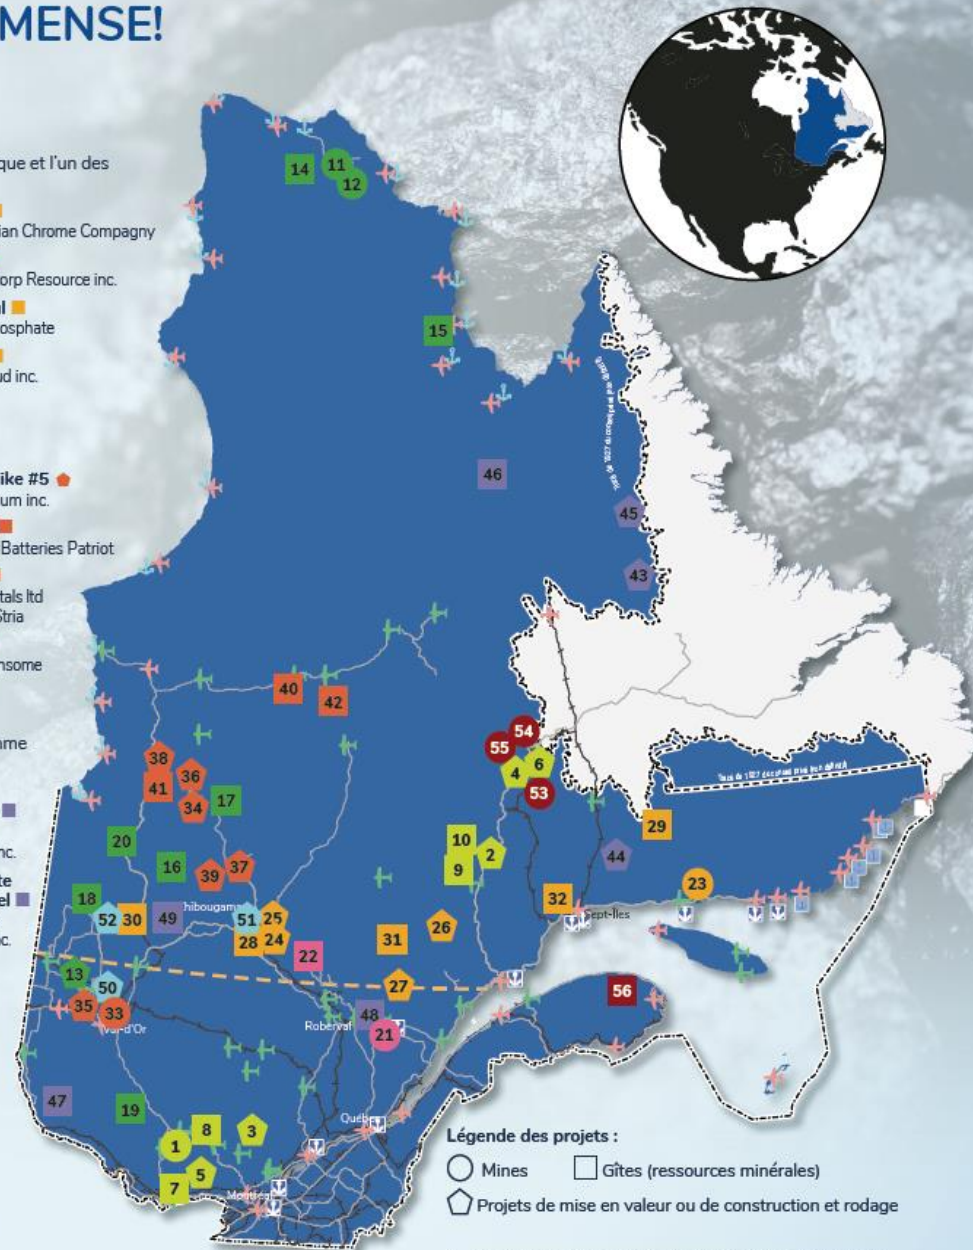 MENSE!
que et l'un des
ian Chrome Compagny
orp Resource inc.
l
osphate
ud inc.
ike #5
um inc.
Batteries Patriot
tals ltd
Stria
nsome
me
nc.
te
el
c.
14
11
12
15
46
45
43
40
42
54
55
6
4
53
38
36
41
34
17
29
20
10
2
9
44
16
37
39
23
18
32
Sept-Iles
hibougama
52
30
49
51
25
26
28
24
31
22
13
50
27
56
35
33
Val-d'Or
Roberval
48
21
47
19
8
3
1
Québec
5
7
Montréal
Légende des projets :
Mines
Gîtes (ressources minérales)
Projets de mise en valeur ou de construction et rodage